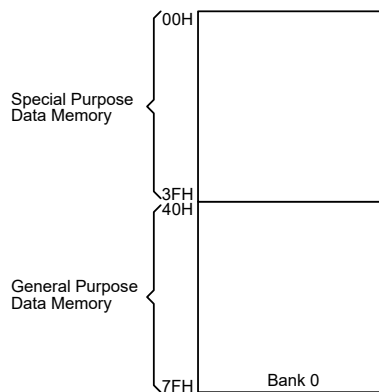 00H
Special Purpose
Data Memory
3FH
40H
General Purpose
Data Memory
7FH
Bank 0